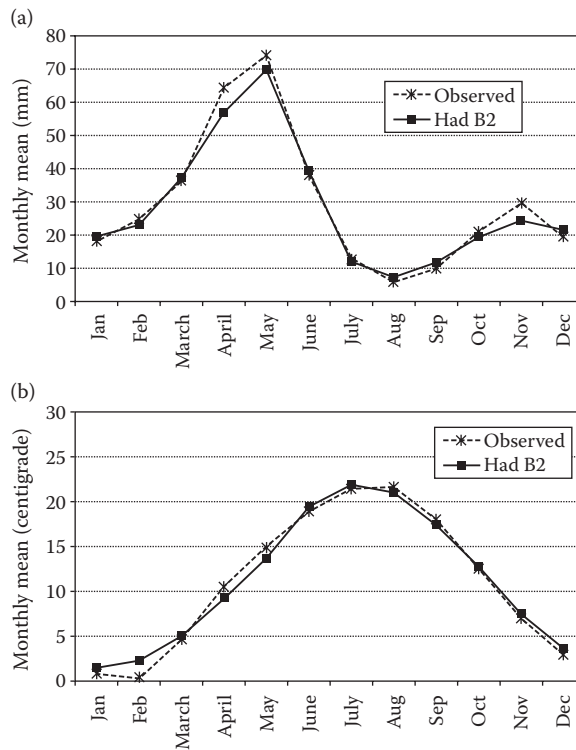 (a)
Monthly mean (mm)
80
70
60
50
40
30
20
10
0
Observed
Had B2
Jan
Feb
March
April
May
June
July
Aug
Sep
Oct
Nov
Dec
(b)
Monthly mean (centigrade)
30
25
20
15
10
5
0
Observed
Had B2
Jan
Feb
March
April
May
June
July
Aug
Sep
Oct
Nov
Dec